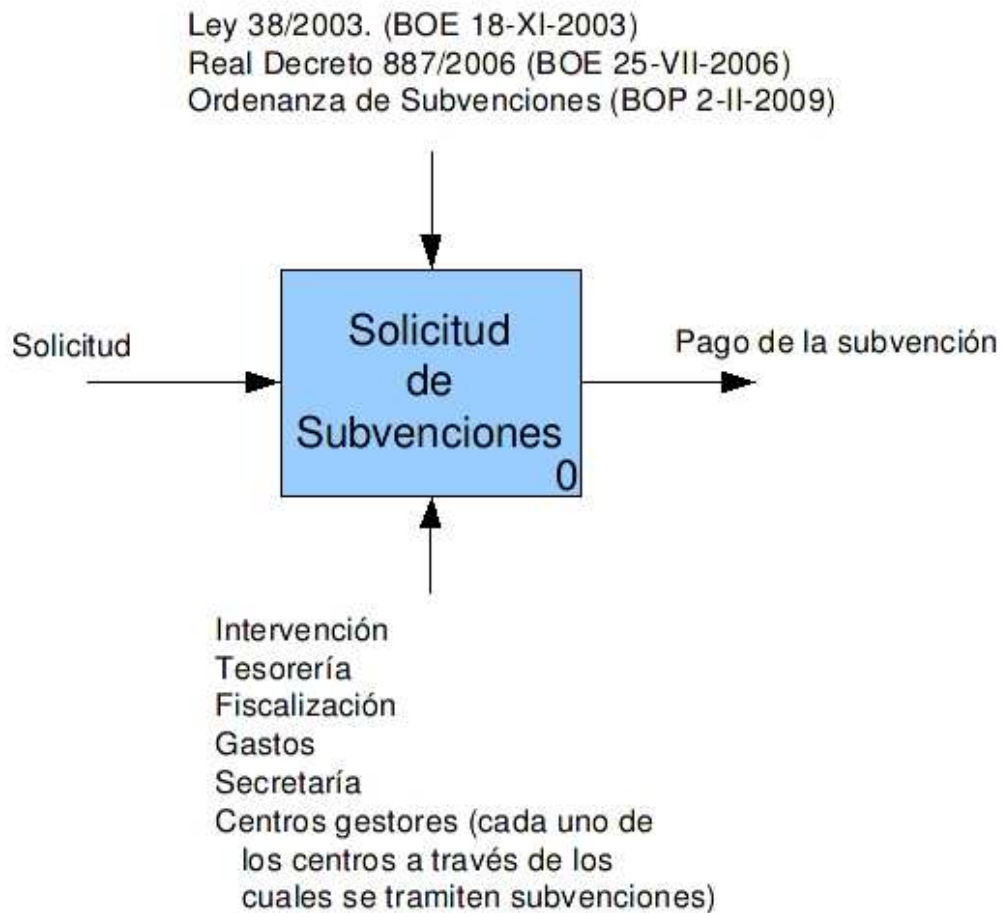 Ley 38/2003. (BOE 18-XI-2003)
Real Decreto 887/2006 (BOE 25-VII-2006)
Ordenanza de Subvenciones (BOP 2-II-2009)
Solicitud
Solicitud
de
Subvenciones
0
Pago de la subvención
Intervención
Tesorería
Fiscalización
Gastos
Secretaría
Centros gestores (cada uno de
los centros a través de los
cuales se tramiten subvenciones)